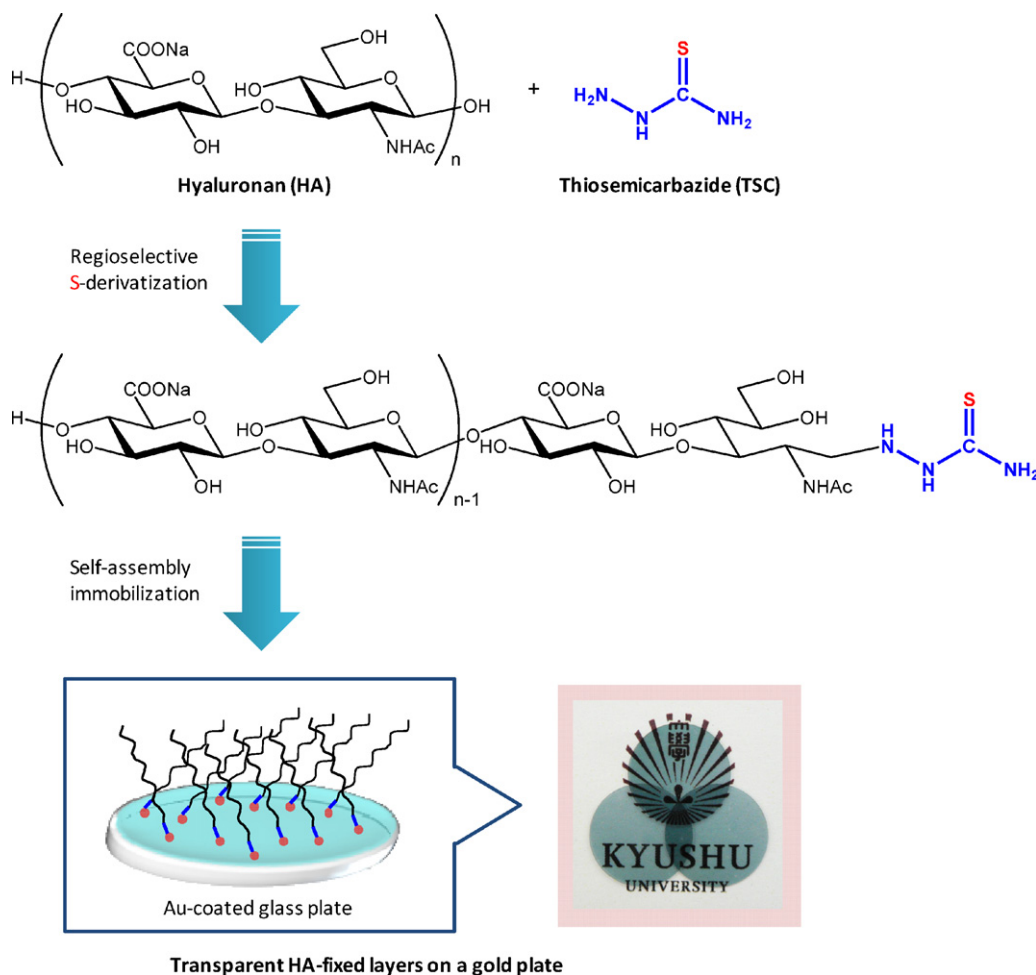 COONa
OH
H
O
O
HO
OH
O
HO
O
NHAc
OH
n
+
S
C
H₂N
N
H
NH₂
Hyaluronan (HA)
Thiosemicarbazide (TSC)
Regioselective
S-derivatization
COONa
OH
H
O
O
HO
OH
O
HO
O
NHAc
n-1
O
COONa
O
HO
OH
O
OH
HO
OH
NHAc
H
N
N
H
S
C
NH₂
Self-assembly
immobilization
學
KYUSHU
UNIVERSITY
Au-coated glass plate
Transparent HA-fixed layers on a gold plate